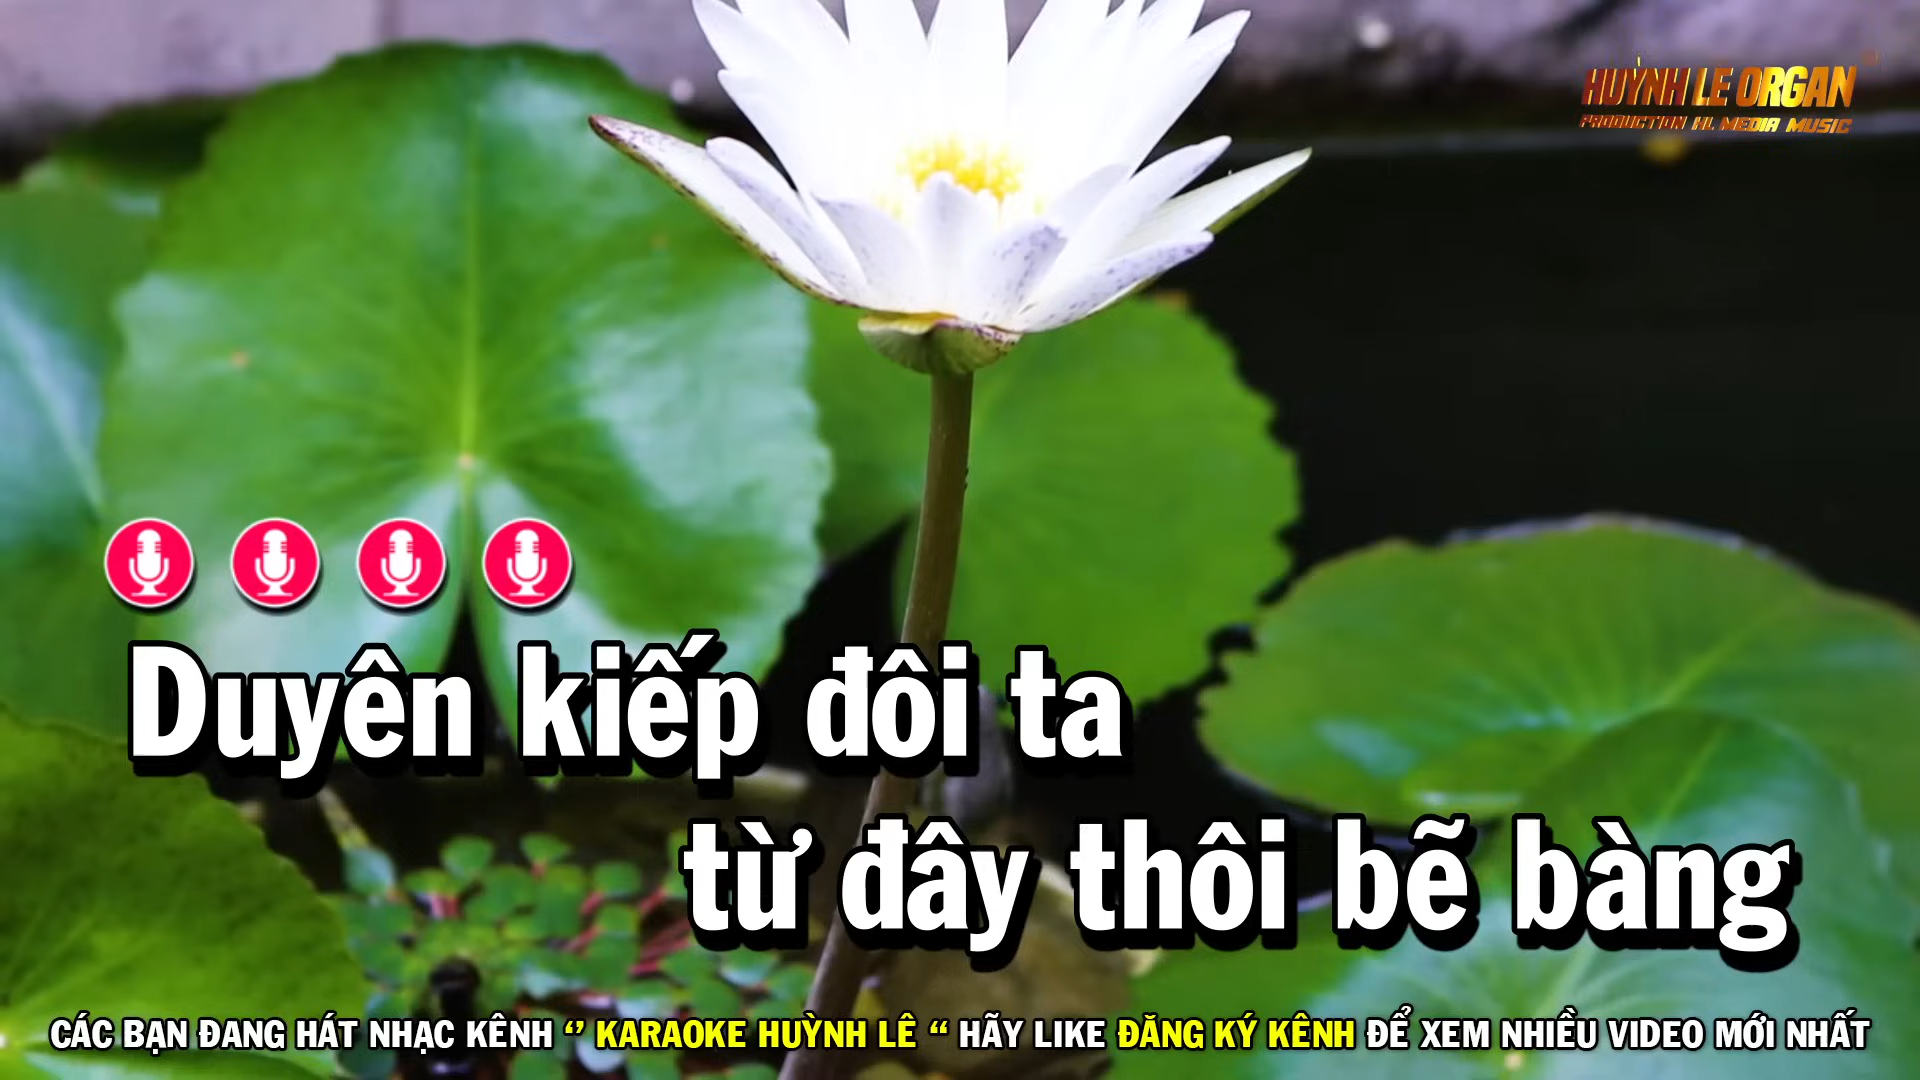 HUỲNH LE ORGAN
PRODUCTION HL MEDIA MUSIC
Duyên kiếp đôi ta
từ đây thôi bẽ bàng
CÁC BẠN ĐANG HÁT NHẠC KÊNH ‘’ KARAOKE HUỲNH LÊ “ HÃY LIKE ĐĂNG KÝ KÊNH ĐỂ XEM NHIỀU VIDEO MỚI NHẤT